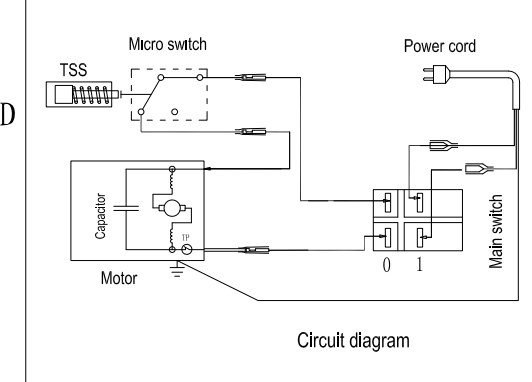 Micro switch
Power cord
TSS
D
Capacitor
TP
Main switch
0 1
Motor
Circuit diagram